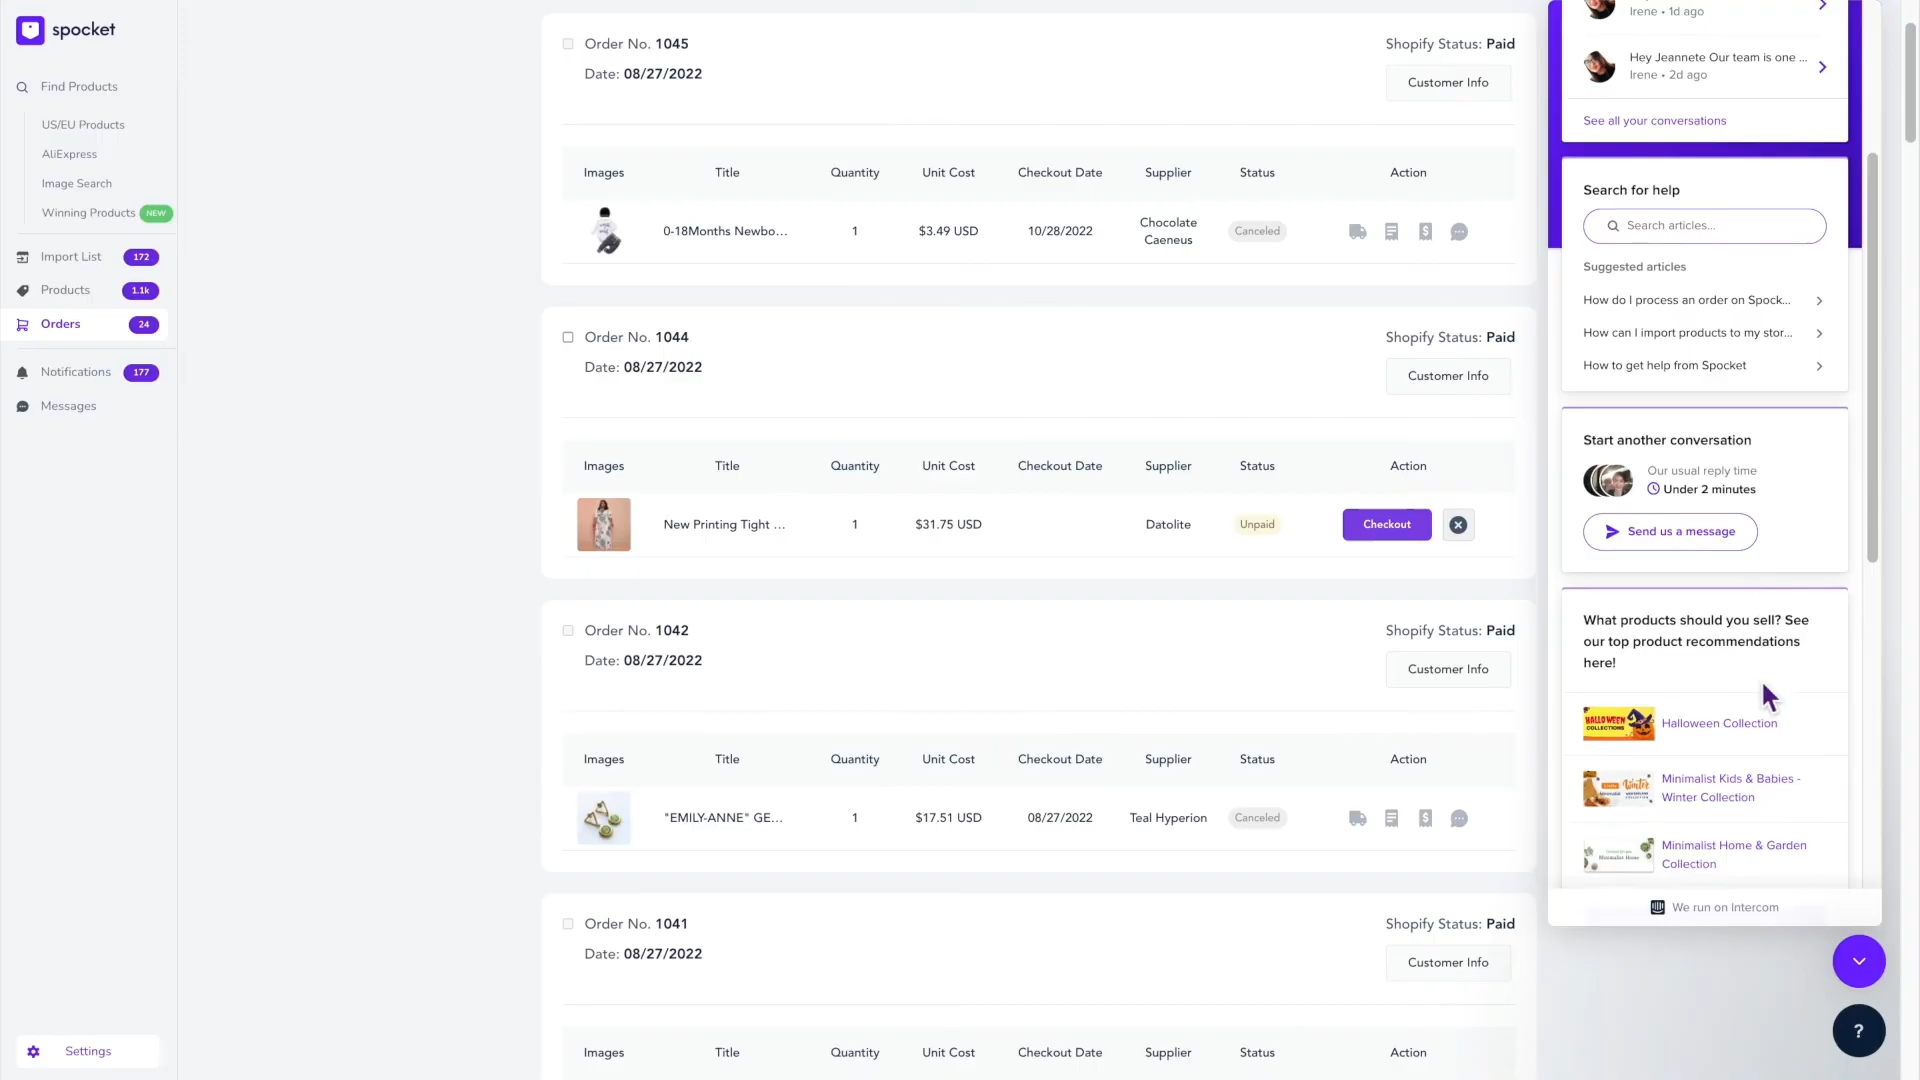 spocket
Find Products
US/EU Products
AliExpress
Image Search
Winning Products NEW
Import List 172
Products 1.1k
Orders 24
Notifications 177
Messages
Settings
Order No. 1045
Shopify Status: Paid
Date: 08/27/2022
Customer Info
Images Title Quantity Unit Cost Checkout Date Supplier Status Action
0-18Months Newbo... 1 $3.49 USD 10/28/2022 Chocolate Caeneus Canceled
Order No. 1044
Shopify Status: Paid
Date: 08/27/2022
Customer Info
Images Title Quantity Unit Cost Checkout Date Supplier Status Action
New Printing Tight ... 1 $31.75 USD Datolite Unpaid Checkout
Order No. 1042
Shopify Status: Paid
Date: 08/27/2022
Customer Info
Images Title Quantity Unit Cost Checkout Date Supplier Status Action
"EMILY-ANNE" GE... 1 $17.51 USD 08/27/2022 Teal Hyperion Canceled
Order No. 1041
Shopify Status: Paid
Date: 08/27/2022
Customer Info
Images Title Quantity Unit Cost Checkout Date Supplier Status Action
Irene • 1d ago
Hey Jeannete Our team is one ...
Irene • 2d ago
See all your conversations
Search for help
Search articles...
Suggested articles
How do I process an order on Spock...
How can I import products to my stor...
How to get help from Spocket
Start another conversation
Our usual reply time
Under 2 minutes
Send us a message
What products should you sell? See
our top product recommendations
here!
HALLOWEEN
COLLECTIONS
Halloween Collection
Winter
Minimalist Kids & Babies -
Winter Collection
Minimalist Home
Minimalist Home & Garden
Collection
We run on Intercom
?